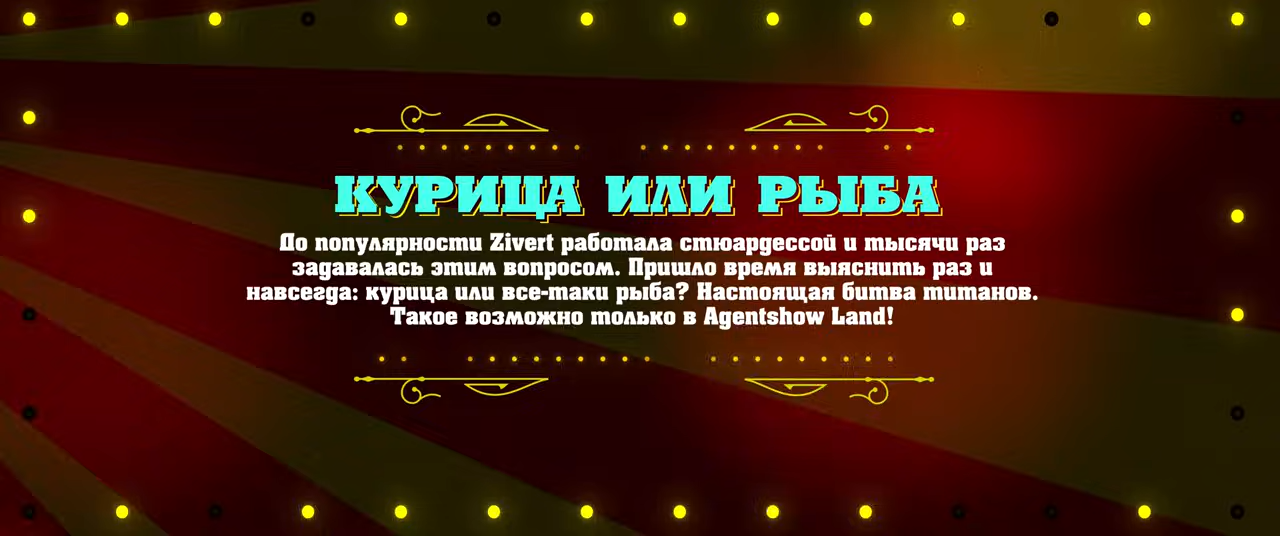 КУРИЦА ИЛИ РЫБА
До популярности Zivert работала стюардессой и тысячи раз
задавалась этим вопросом. Пришло время выяснить раз и
навсегда: курица или все-таки рыба? Настоящая битва титанов.
Такое возможно только в Agentshow Land!